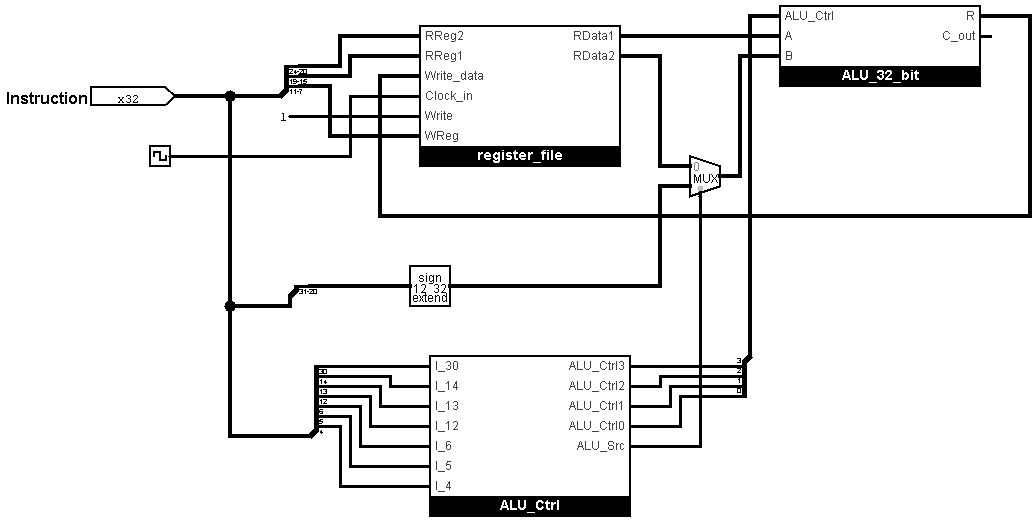 ALU_Ctrl R
A C_out
B
ALU_32_bit
RReg2 RData1
RReg1 RData2
Write_data
Clock_in
Write
WReg
register_file
24-20
19-15
11-7
Instruction x32
1
0
MUX
31-20
sign
12 32
extend
I_30 ALU_Ctrl3
I_14 ALU_Ctrl2
I_13 ALU_Ctrl1
I_12 ALU_Ctrl0
I_6 ALU_Src
I_5
I_4
ALU_Ctrl
30
14
13
12
6
5
4
3
2
1
0